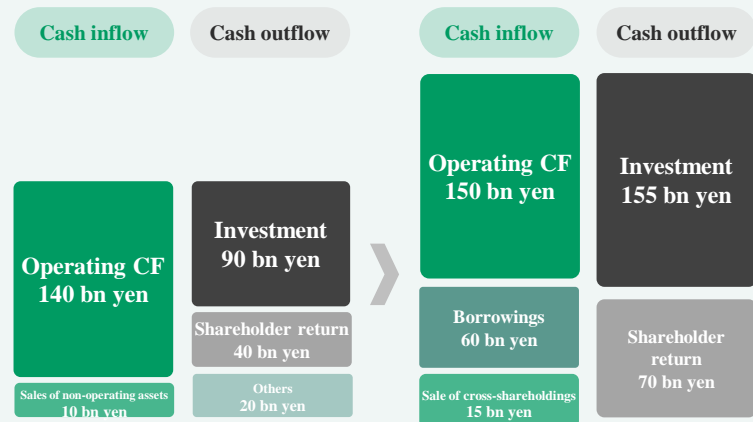 Cash inflow
Cash outflow
Operating CF
140 bn yen
Sales of non-operating assets
10 bn yen
Investment
90 bn yen
Shareholder return
40 bn yen
Others
20 bn yen
Cash inflow
Cash outflow
Operating CF
150 bn yen
Borrowings
60 bn yen
Sale of cross-shareholdings
15 bn yen
Investment
155 bn yen
Shareholder
return
70 bn yen